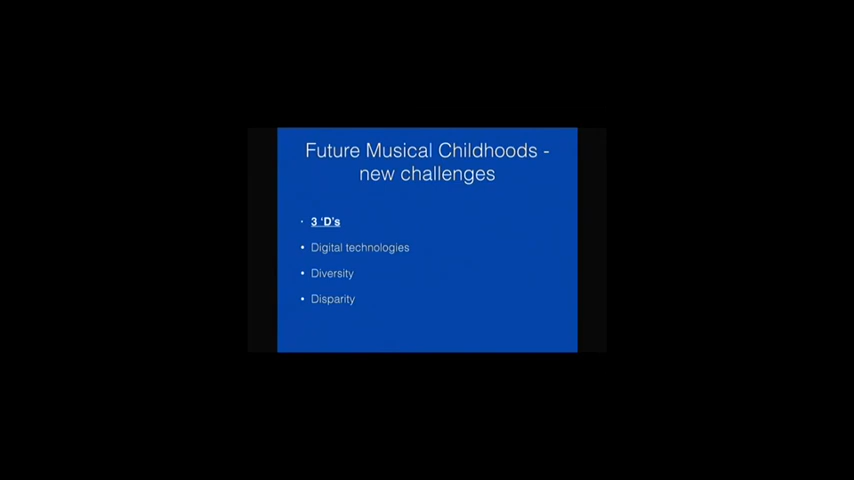 Future Musical Childhoods -
new challenges
• 3 ‘D’s
• Digital technologies
• Diversity
• Disparity